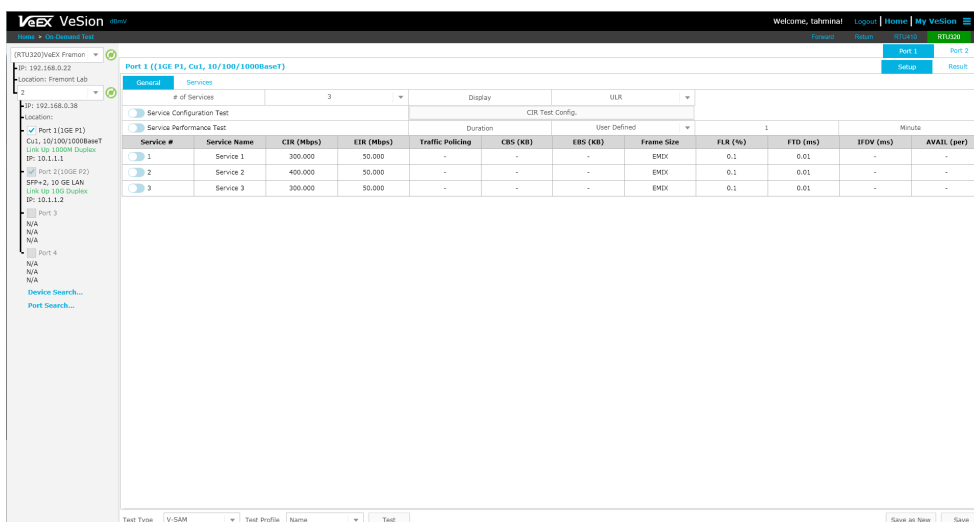 VeEX VeSion dBmV
Welcome, tahmina! Logout Home My VeSion
Home > On-Demand Test
Forward Return RTU410 RTU320
(RTU320)VeEX Fremon
IP: 192.168.0.22
Location: Fremont Lab
2
IP: 192.168.0.38
Location:
Port 1(1GE P1)
Cu1, 10/100/1000BaseT
Link Up 1000M Duplex
IP: 10.1.1.1
Port 2(10GE P2)
SFP+2, 10 GE LAN
Link Up 10G Duplex
IP: 10.1.1.2
Port 3
N/A
N/A
N/A
Port 4
N/A
N/A
N/A
Device Search...
Port Search...
Port 1 Port 2
Port 1 ((1GE P1, Cu1, 10/100/1000BaseT)
Setup Result
General Services
# of Services 3 Display ULR
Service Configuration Test CIR Test Config.
Service Performance Test Duration User Defined 1 Minute
Service # Service Name CIR (Mbps) EIR (Mbps) Traffic Policing CBS (KB) EBS (KB) Frame Size FLR (%) FTD (ms) IFDV (ms) AVAIL (per)
1 Service 1 300.000 50.000 - - - EMIX 0.1 0.01 - -
2 Service 2 400.000 50.000 - - - EMIX 0.1 0.01 - -
3 Service 3 300.000 50.000 - - - EMIX 0.1 0.01 - -
Test Type V-SAM Test Profile Name Test Save as New Save